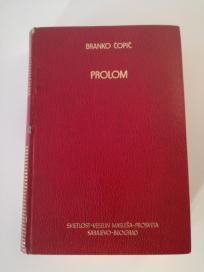 BRANKO ĆOPIĆ
PROLOM
SVJETLOST-VESELIN MASLEŠA-PROSVETA
SARAJEVO-BEOGRAD